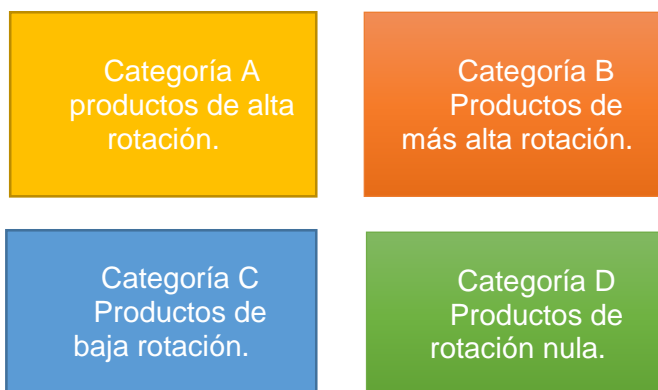 Categoría A
productos de alta
rotación.
Categoría B
Productos de
más alta rotación.
Categoría C
Productos de
baja rotación.
Categoría D
Productos de
rotación nula.